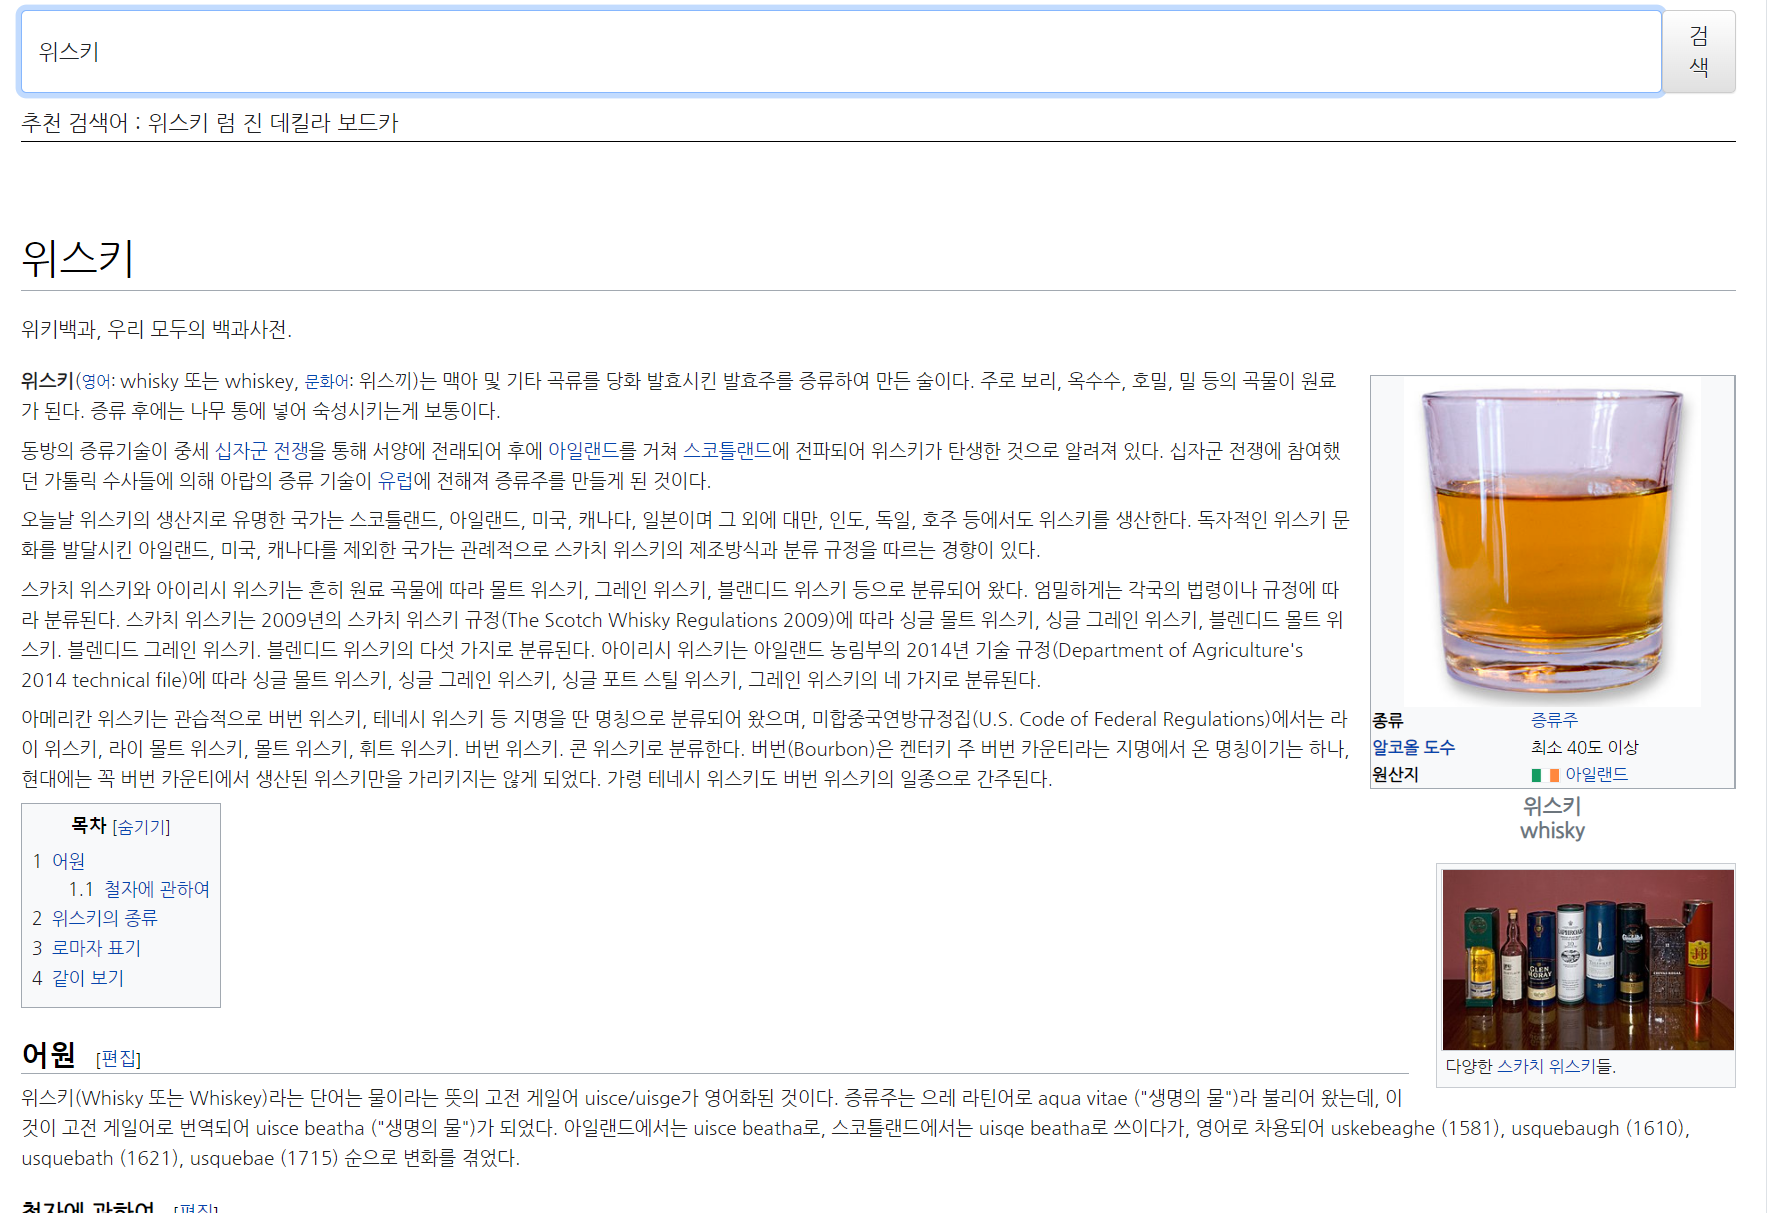 위스키
검
색
추천 검색어 : 위스키 럼 진 데킬라 보드카
위스키
위키백과, 우리 모두의 백과사전.
위스키(영어: whisky 또는 whiskey, 문화어: 위스끼)는 맥아 및 기타 곡류를 당화 발효시킨 발효주를 증류하여 만든 술이다. 주로 보리, 옥수수, 호밀, 밀 등의 곡물이 원료
가 된다. 증류 후에는 나무 통에 넣어 숙성시키는게 보통이다.
동방의 증류기술이 중세 십자군 전쟁을 통해 서양에 전래되어 후에 아일랜드를 거쳐 스코틀랜드에 전파되어 위스키가 탄생한 것으로 알려져 있다. 십자군 전쟁에 참여했
던 가톨릭 수사들에 의해 아랍의 증류 기술이 유럽에 전해져 증류주를 만들게 된 것이다.
오늘날 위스키의 생산지로 유명한 국가는 스코틀랜드, 아일랜드, 미국, 캐나다, 일본이며 그 외에 대만, 인도, 독일, 호주 등에서도 위스키를 생산한다. 독자적인 위스키 문
화를 발달시킨 아일랜드, 미국, 캐나다를 제외한 국가는 관례적으로 스카치 위스키의 제조방식과 분류 규정을 따르는 경향이 있다.
스카치 위스키와 아이리시 위스키는 흔히 원료 곡물에 따라 몰트 위스키, 그레인 위스키, 블랜디드 위스키 등으로 분류되어 왔다. 엄밀하게는 각국의 법령이나 규정에 따
라 분류된다. 스카치 위스키는 2009년의 스카치 위스키 규정(The Scotch Whisky Regulations 2009)에 따라 싱글 몰트 위스키, 싱글 그레인 위스키, 블렌디드 몰트 위
스키. 블렌디드 그레인 위스키. 블렌디드 위스키의 다섯 가지로 분류된다. 아이리시 위스키는 아일랜드 농림부의 2014년 기술 규정(Department of Agriculture's
2014 technical file)에 따라 싱글 몰트 위스키, 싱글 그레인 위스키, 싱글 포트 스틸 위스키, 그레인 위스키의 네 가지로 분류된다.
아메리칸 위스키는 관습적으로 버번 위스키, 테네시 위스키 등 지명을 딴 명칭으로 분류되어 왔으며, 미합중국연방규정집(U.S. Code of Federal Regulations)에서는 라
이 위스키, 라이 몰트 위스키, 몰트 위스키, 휘트 위스키. 버번 위스키. 콘 위스키로 분류한다. 버번(Bourbon)은 켄터키 주 버번 카운티라는 지명에서 온 명칭이기는 하나,
현대에는 꼭 버번 카운티에서 생산된 위스키만을 가리키지는 않게 되었다. 가령 테네시 위스키도 버번 위스키의 일종으로 간주된다.
종류 증류주
알코올 도수 최소 40도 이상
원산지 아일랜드
위스키
whisky
목차 [숨기기]
1 어원
1.1 철자에 관하여
2 위스키의 종류
3 로마자 표기
4 같이 보기
LAPHROAIG
10
GLEN
MORAY
J&B
다양한 스카치 위스키들.
어원 [편집]
위스키(Whisky 또는 Whiskey)라는 단어는 물이라는 뜻의 고전 게일어 uisce/uisge가 영어화된 것이다. 증류주는 으레 라틴어로 aqua vitae ("생명의 물")라 불리어 왔는데, 이
것이 고전 게일어로 번역되어 uisce beatha ("생명의 물")가 되었다. 아일랜드에서는 uisce beatha로, 스코틀랜드에서는 uisqe beatha로 쓰이다가, 영어로 차용되어 uskebeaghe (1581), usquebaugh (1610),
usquebath (1621), usquebae (1715) 순으로 변화를 겪었다.
철자에 관하여 [편집]